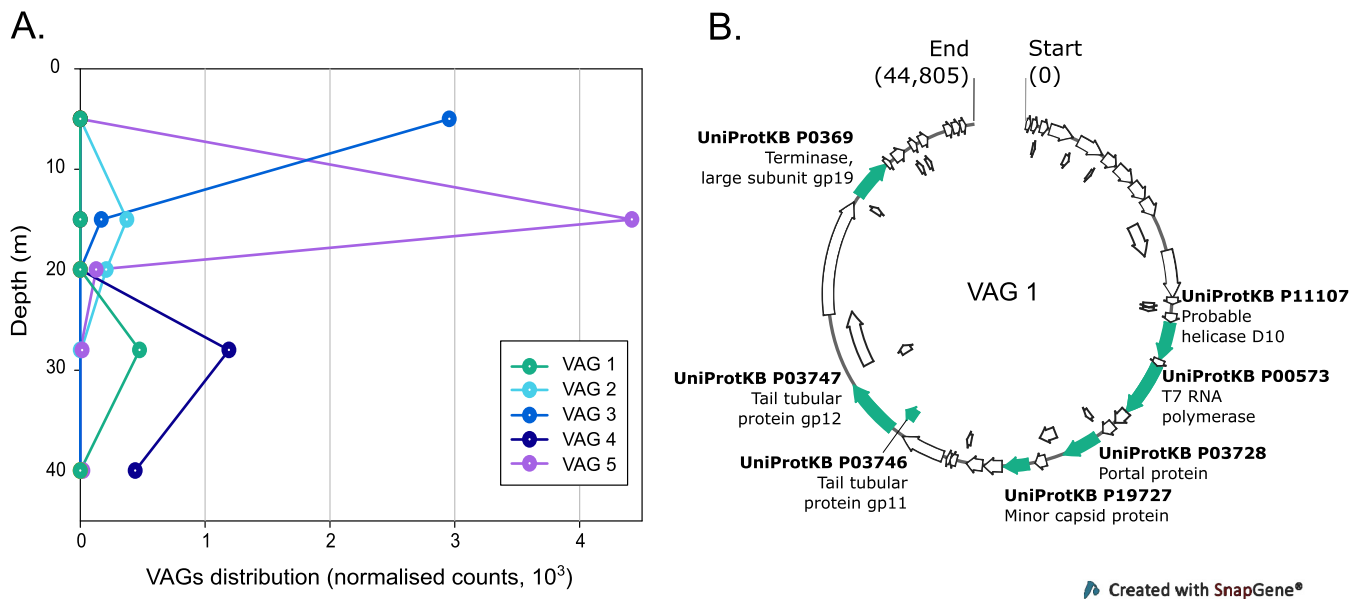 A.
0
10
20
30
40
Depth (m)
0
1
2
3
4
VAGs distribution (normalised counts, 10³)
VAG 1
VAG 2
VAG 3
VAG 4
VAG 5
B.
End
(44,805)
Start
(0)
UniProtKB P0369
Terminase,
large subunit gp19
VAG 1
UniProtKB P11107
Probable
helicase D10
UniProtKB P00573
T7 RNA
polymerase
UniProtKB P03728
Portal protein
UniProtKB P19727
Minor capsid protein
UniProtKB P03747
Tail tubular
protein gp12
UniProtKB P03746
Tail tubular
protein gp11
Created with SnapGene®